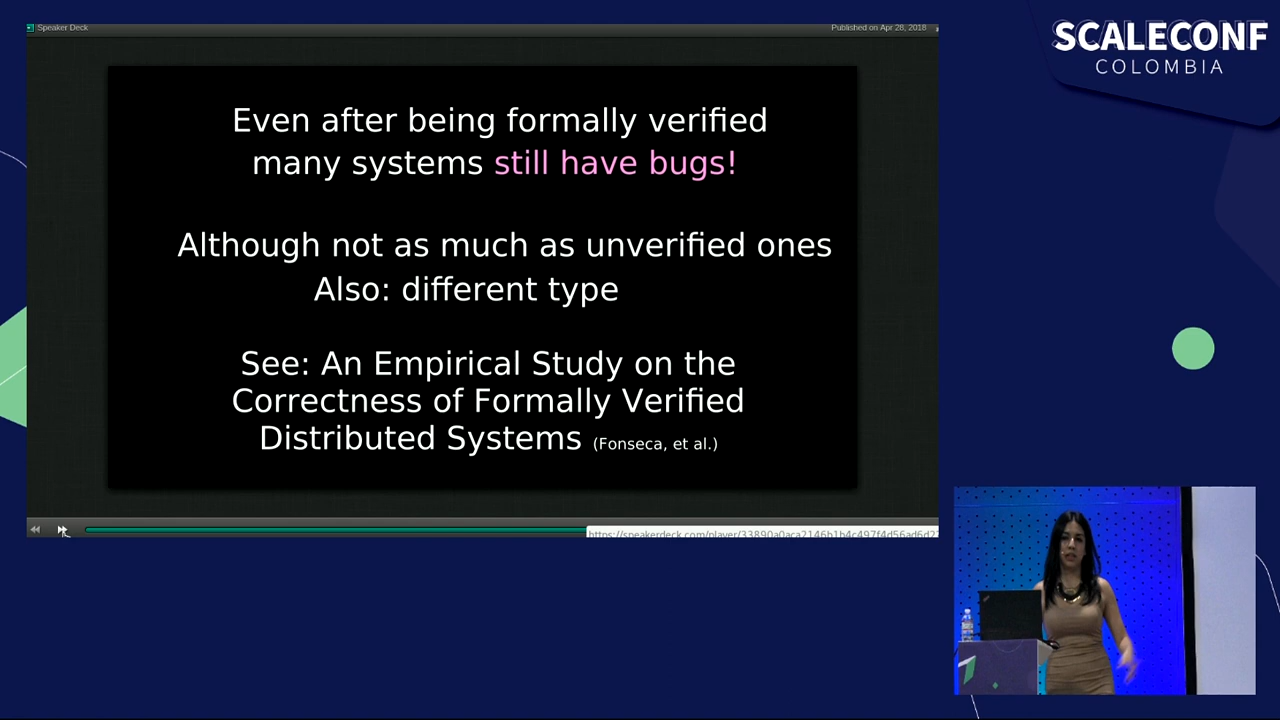 Speaker Deck
Published on Apr 28, 2018
SCALECONF
COLOMBIA
Even after being formally verified
many systems still have bugs!
Although not as much as unverified ones
Also: different type
See: An Empirical Study on the
Correctness of Formally Verified
Distributed Systems (Fonseca, et al.)